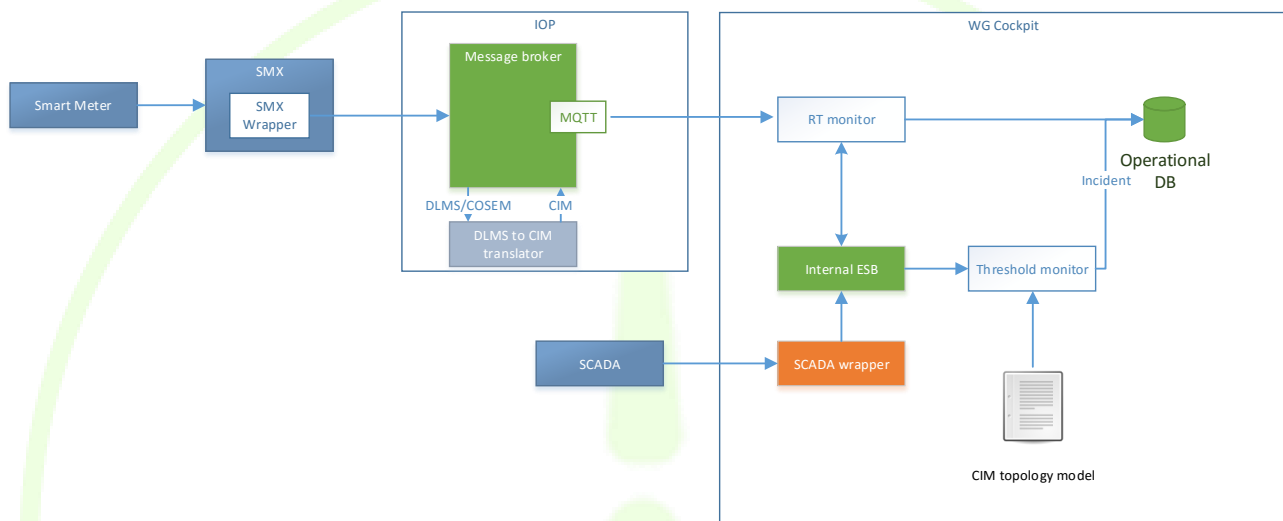 IOP
WG Cockpit
Message broker
SMX
Smart Meter
SMX
Wrapper
MQTT
RT monitor
Operational
DB
Incident
DLMS/COSEM
CIM
DLMS to CIM
translator
Internal ESB
Threshold monitor
SCADA
SCADA wrapper
CIM topology model